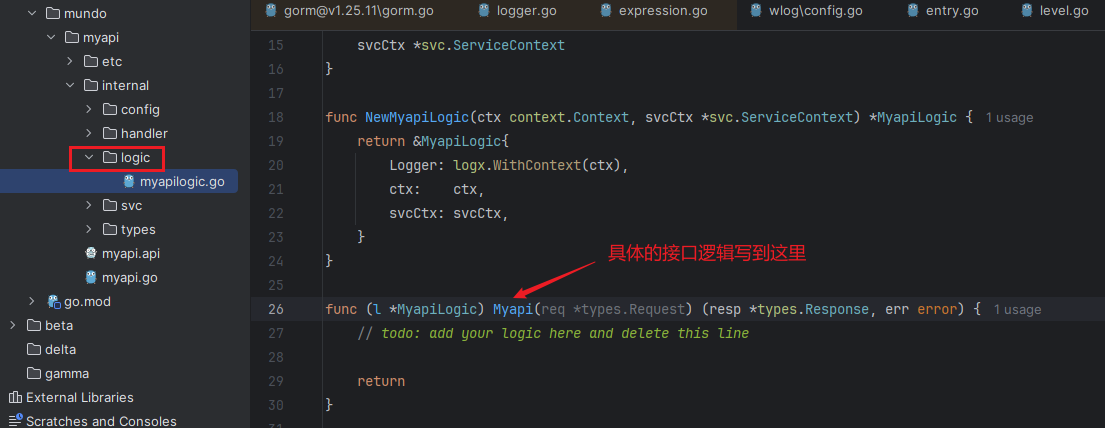 mundo
myapi
etc
internal
config
handler
logic
myapilogic.go
svc
types
myapi.api
myapi.go
go.mod
beta
delta
gamma
External Libraries
Scratches and Consoles
gorm@v1.25.11\gorm.go logger.go expression.go wlog\config.go entry.go level.go
15 svcCtx *svc.ServiceContext
16 }
17
18 func NewMyapiLogic(ctx context.Context, svcCtx *svc.ServiceContext) *MyapiLogic { 1 usage
19 return &MyapiLogic{
20 Logger: logx.WithContext(ctx),
21 ctx: ctx,
22 svcCtx: svcCtx,
23 }
24 }
25
具体的接口逻辑写到这里
26 func (l *MyapiLogic) Myapi(req *types.Request) (resp *types.Response, err error) { 1 usage
27 // todo: add your logic here and delete this line
28
29 return
30 }